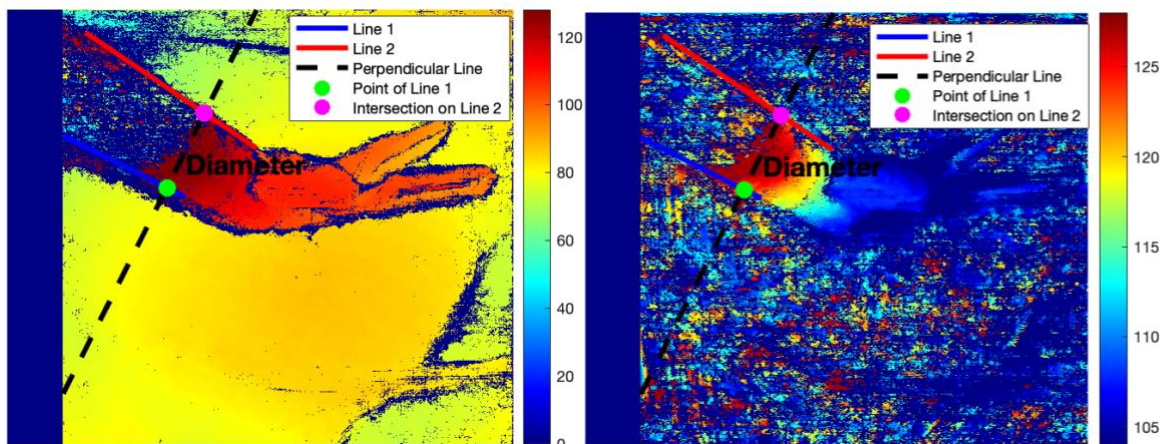 Line 1
Line 2
Perpendicular Line
Point of Line 1
Intersection on Line 2
Diameter
120
100
80
60
40
20
0
Line 1
Line 2
Perpendicular Line
Point of Line 1
Intersection on Line 2
Diameter
125
120
115
110
105